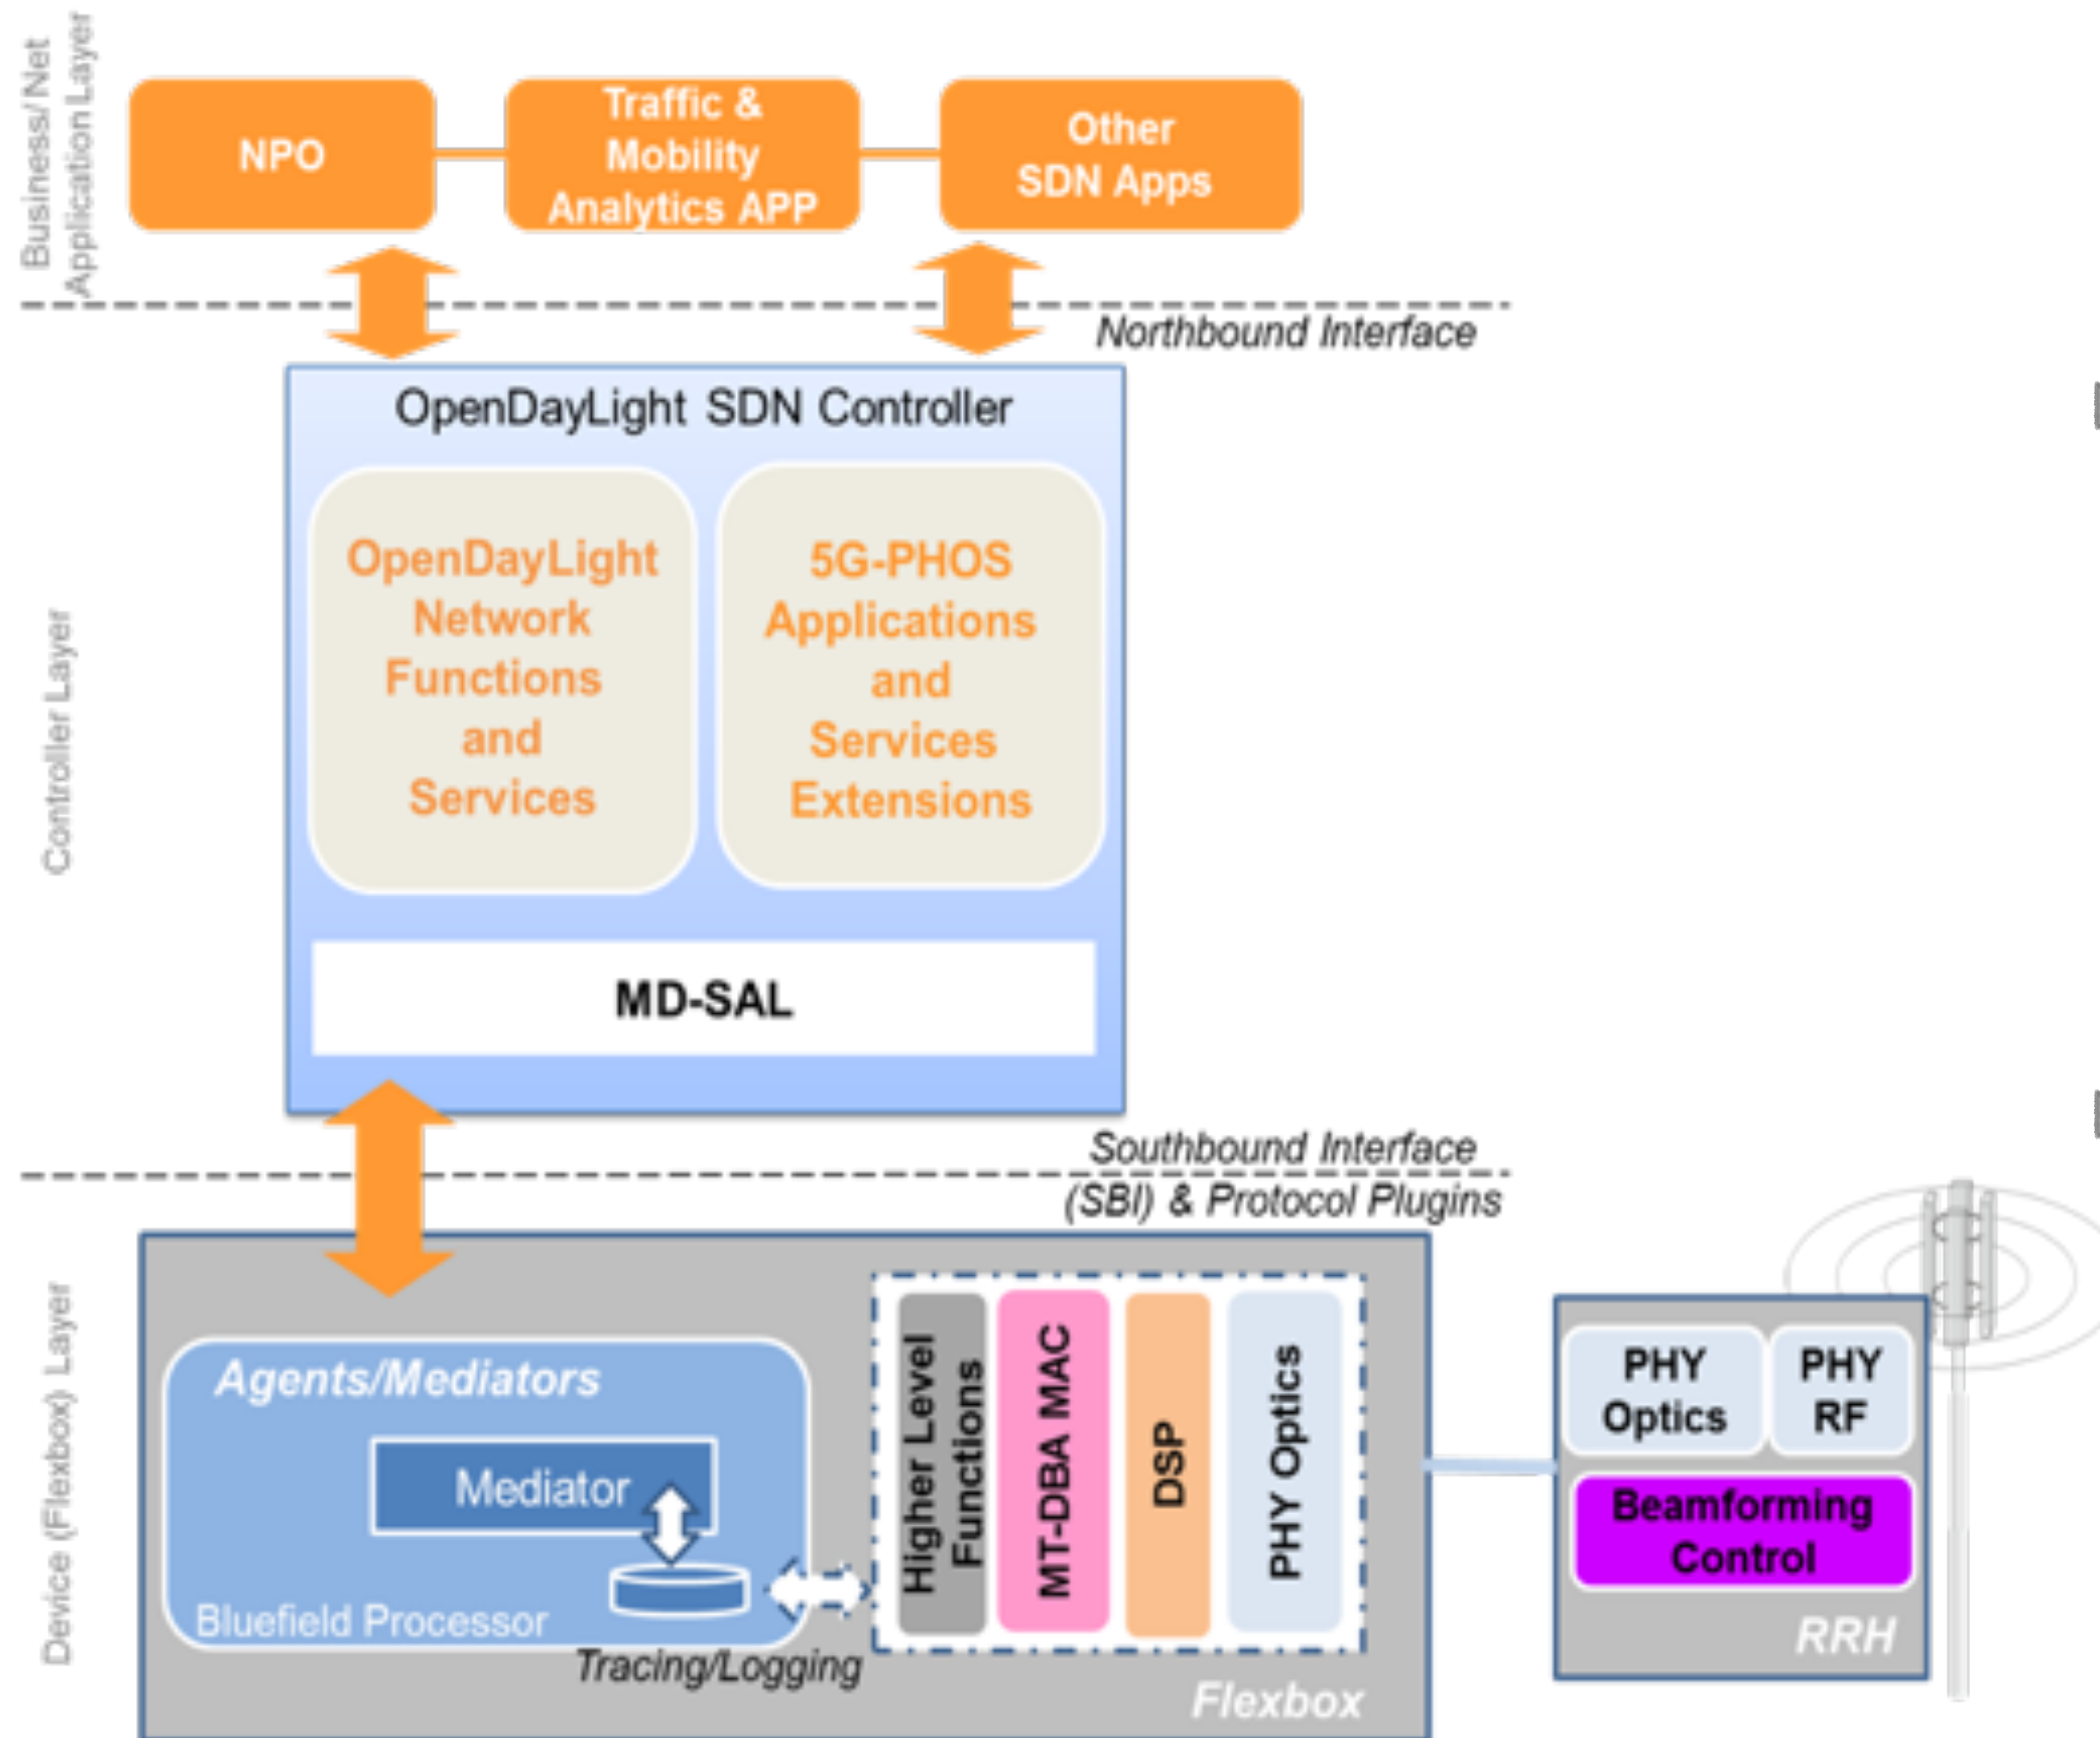 Business/Net
Application Layer
NPO
Traffic &
Mobility
Analytics APP
Other
SDN Apps
Northbound Interface
OpenDayLight SDN Controller
OpenDayLight
Network
Functions
and
Services
5G-PHOS
Applications
and
Services
Extensions
MD-SAL
Controller Layer
Southbound Interface
(SBI) & Protocol Plugins
Device (Flexbox) Layer
Agents/Mediators
Mediator
Bluefield Processor
Tracing/Logging
Higher Level
Functions
MT-DBA MAC
DSP
PHY Optics
Flexbox
PHY
Optics
PHY
RF
Beamforming
Control
RRH